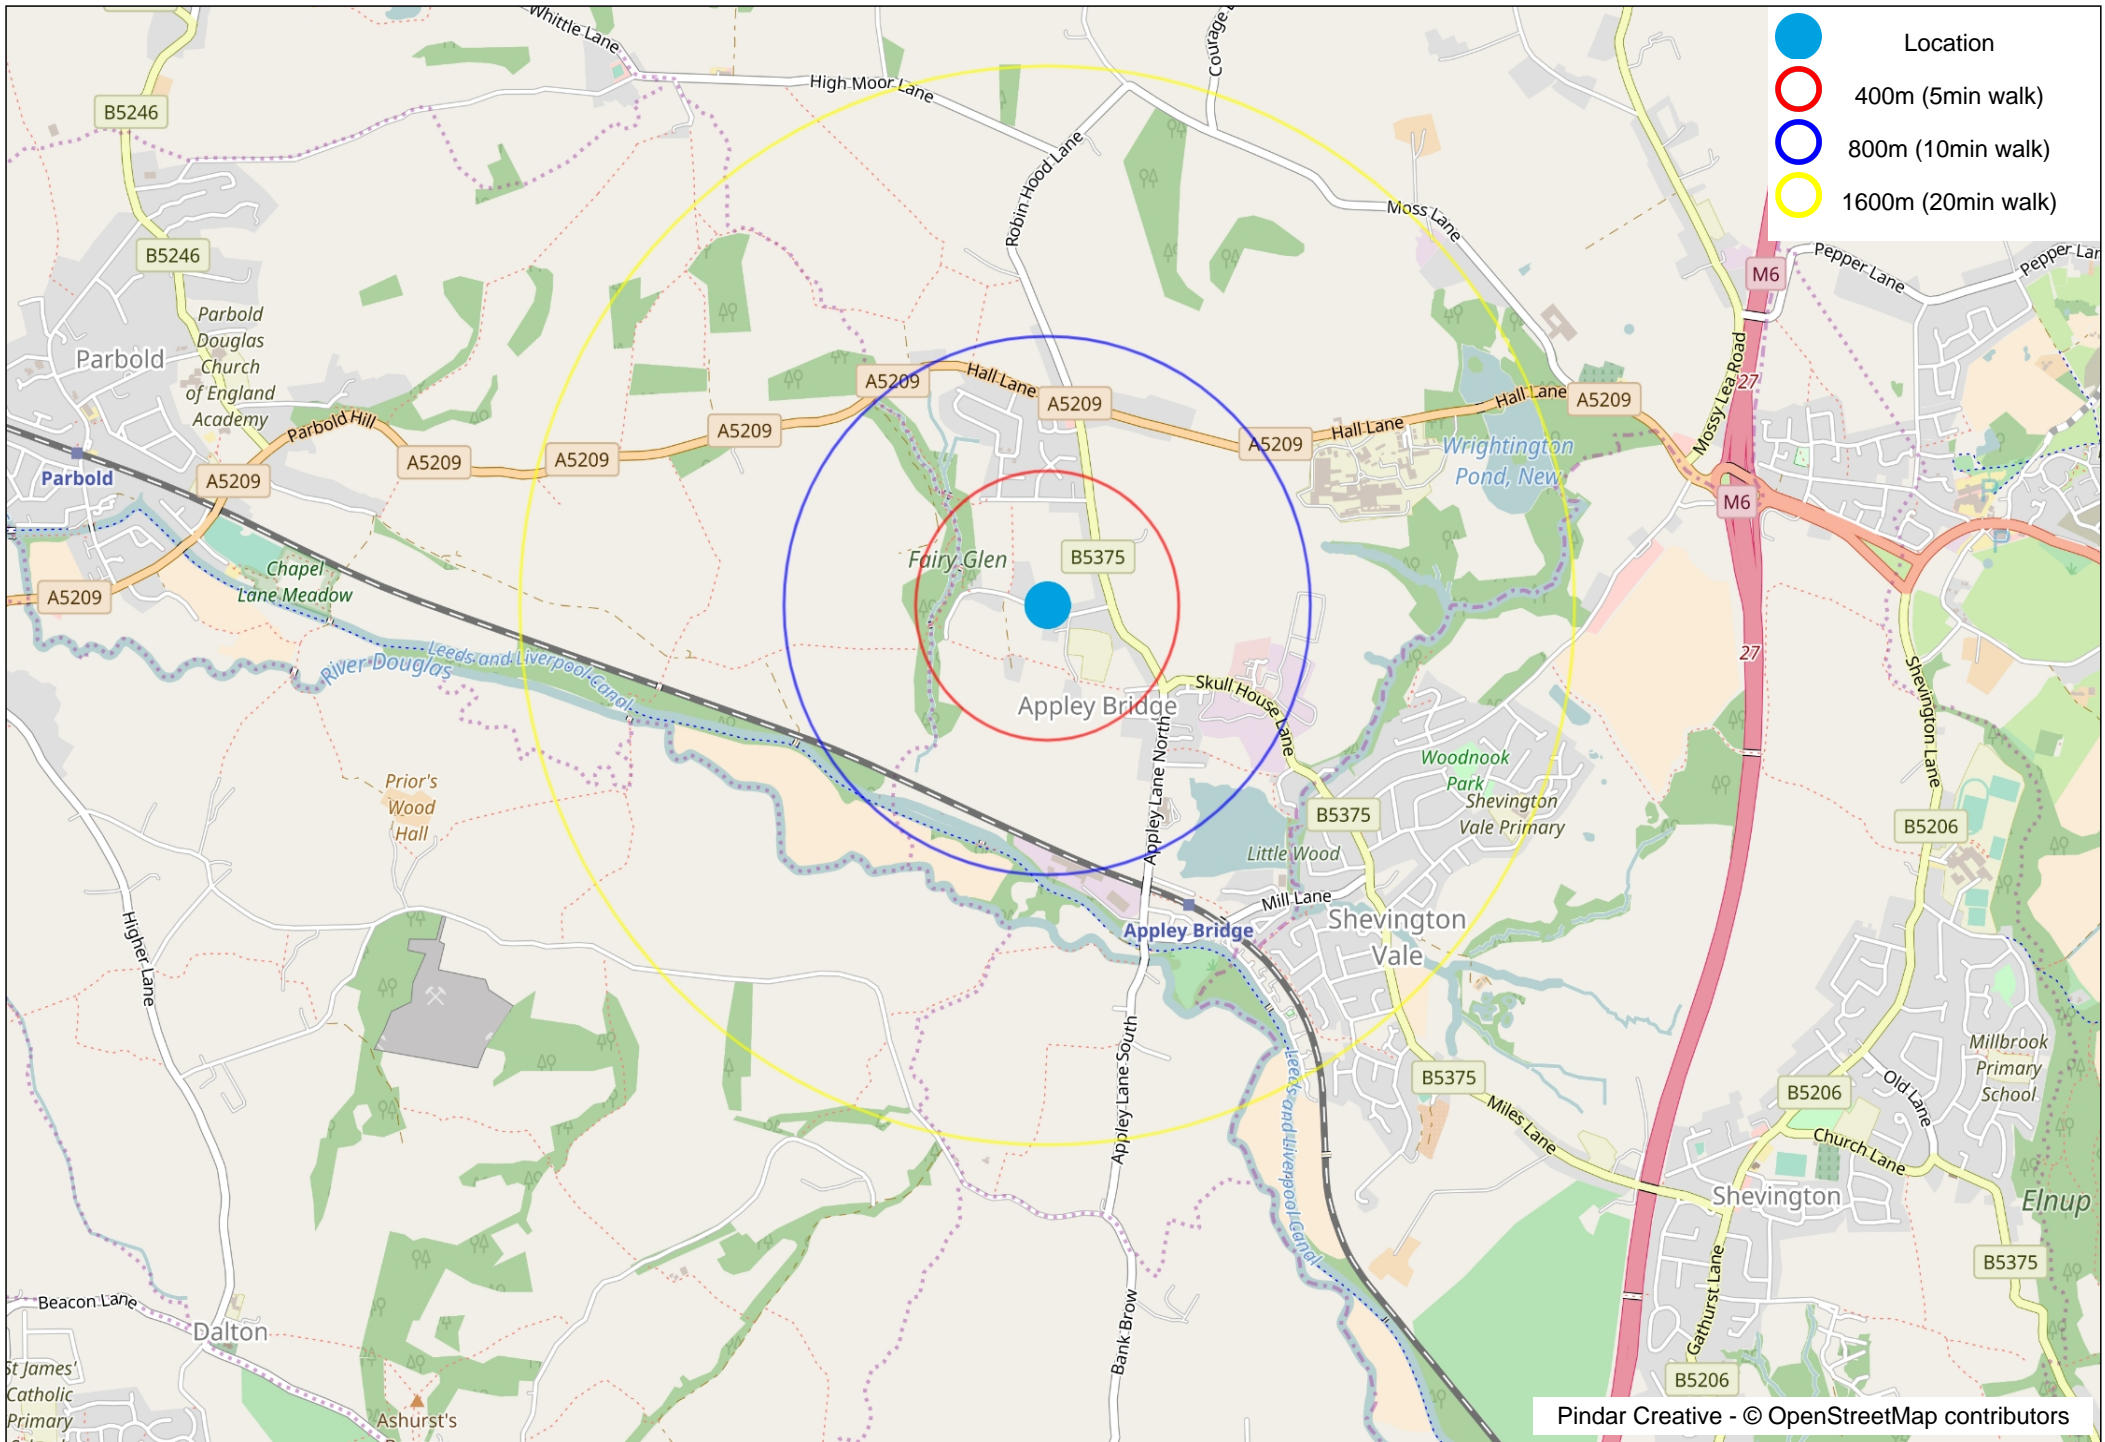 Location
400m (5min walk)
800m (10min walk)
1600m (20min walk)
Whittle Lane
High Moor Lane
Courage L
B5246
B5246
Robin Hood Lane
Moss Lane
Pepper Lane
Pepper Lan
M6
Mossy Lea Road
27
Parbold
Douglas
Church
of England
Academy
Parbold
Parbold
Parbold Hill
A5209
A5209
A5209
A5209
A5209
A5209
Hall Lane
A5209
A5209
Hall Lane
Hall Lane
A5209
A5209
Wrightington
Pond, New
M6
27
Chapel
Lane Meadow
River Douglas
Leeds and Liverpool Canal
Fairy Glen
B5375
Appley Bridge
Skull House Lane
Appley Lane North
Woodnook
Park
Shevington
Vale Primary
B5375
Little Wood
Mill Lane
Appley Bridge
Shevington
Vale
Shevington Lane
B5206
Prior's
Wood
Hall
Higher Lane
Appley Lane South
Leeds and Liverpool Canal
B5375
Miles Lane
Millbrook
Primary
School
B5206
Old Lane
Church Lane
Shevington
Elnup
B5375
Gathurst Lane
B5206
Bank Brow
Beacon Lane
Dalton
St James'
Catholic
Primary
Ashurst's
Pindar Creative - © OpenStreetMap contributors